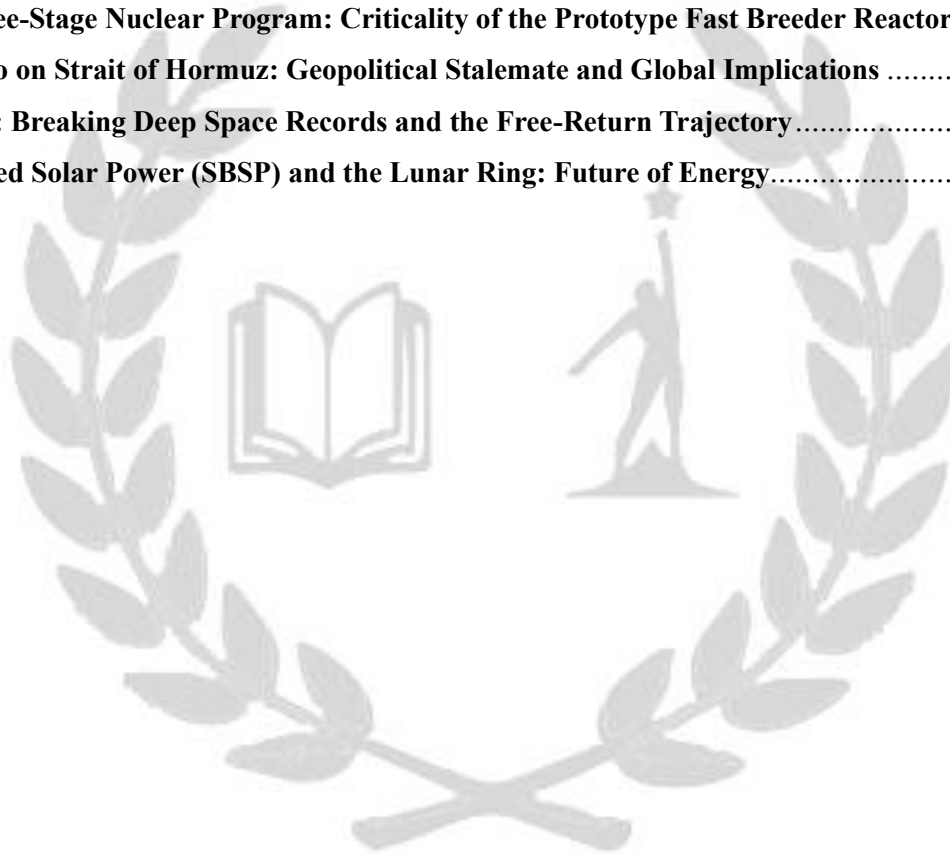 ee-Stage Nuclear Program: Criticality of the Prototype Fast Breeder Reactor
o on Strait of Hormuz: Geopolitical Stalemate and Global Implications ........
: Breaking Deep Space Records and the Free-Return Trajectory....................
ed Solar Power (SBSP) and the Lunar Ring: Future of Energy.......................